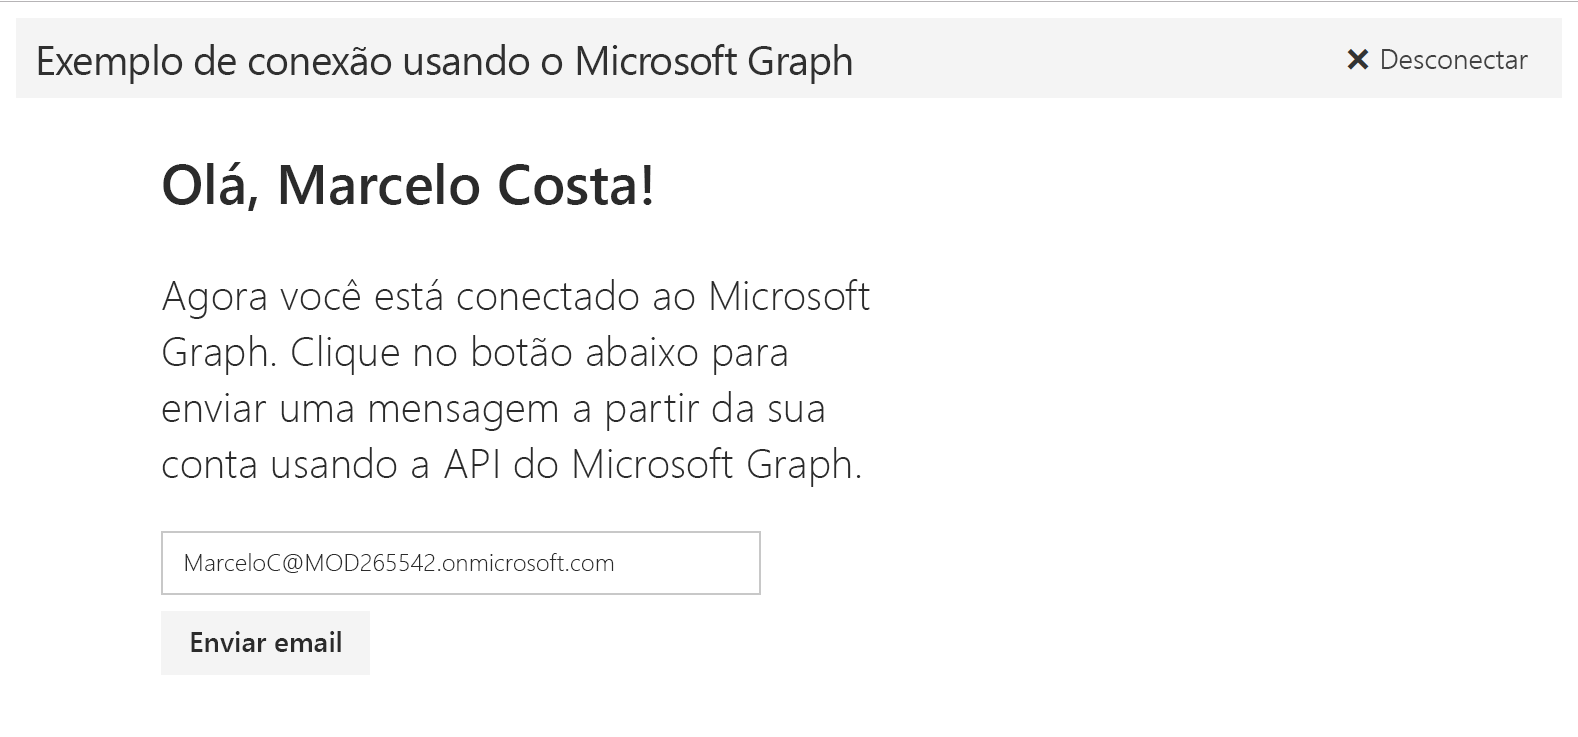 Exemplo de conexão usando o Microsoft Graph
Desconectar
Olá, Marcelo Costa!
Agora você está conectado ao Microsoft
Graph. Clique no botão abaixo para
enviar uma mensagem a partir da sua
conta usando a API do Microsoft Graph.
MarceloC@MOD265542.onmicrosoft.com
Enviar email